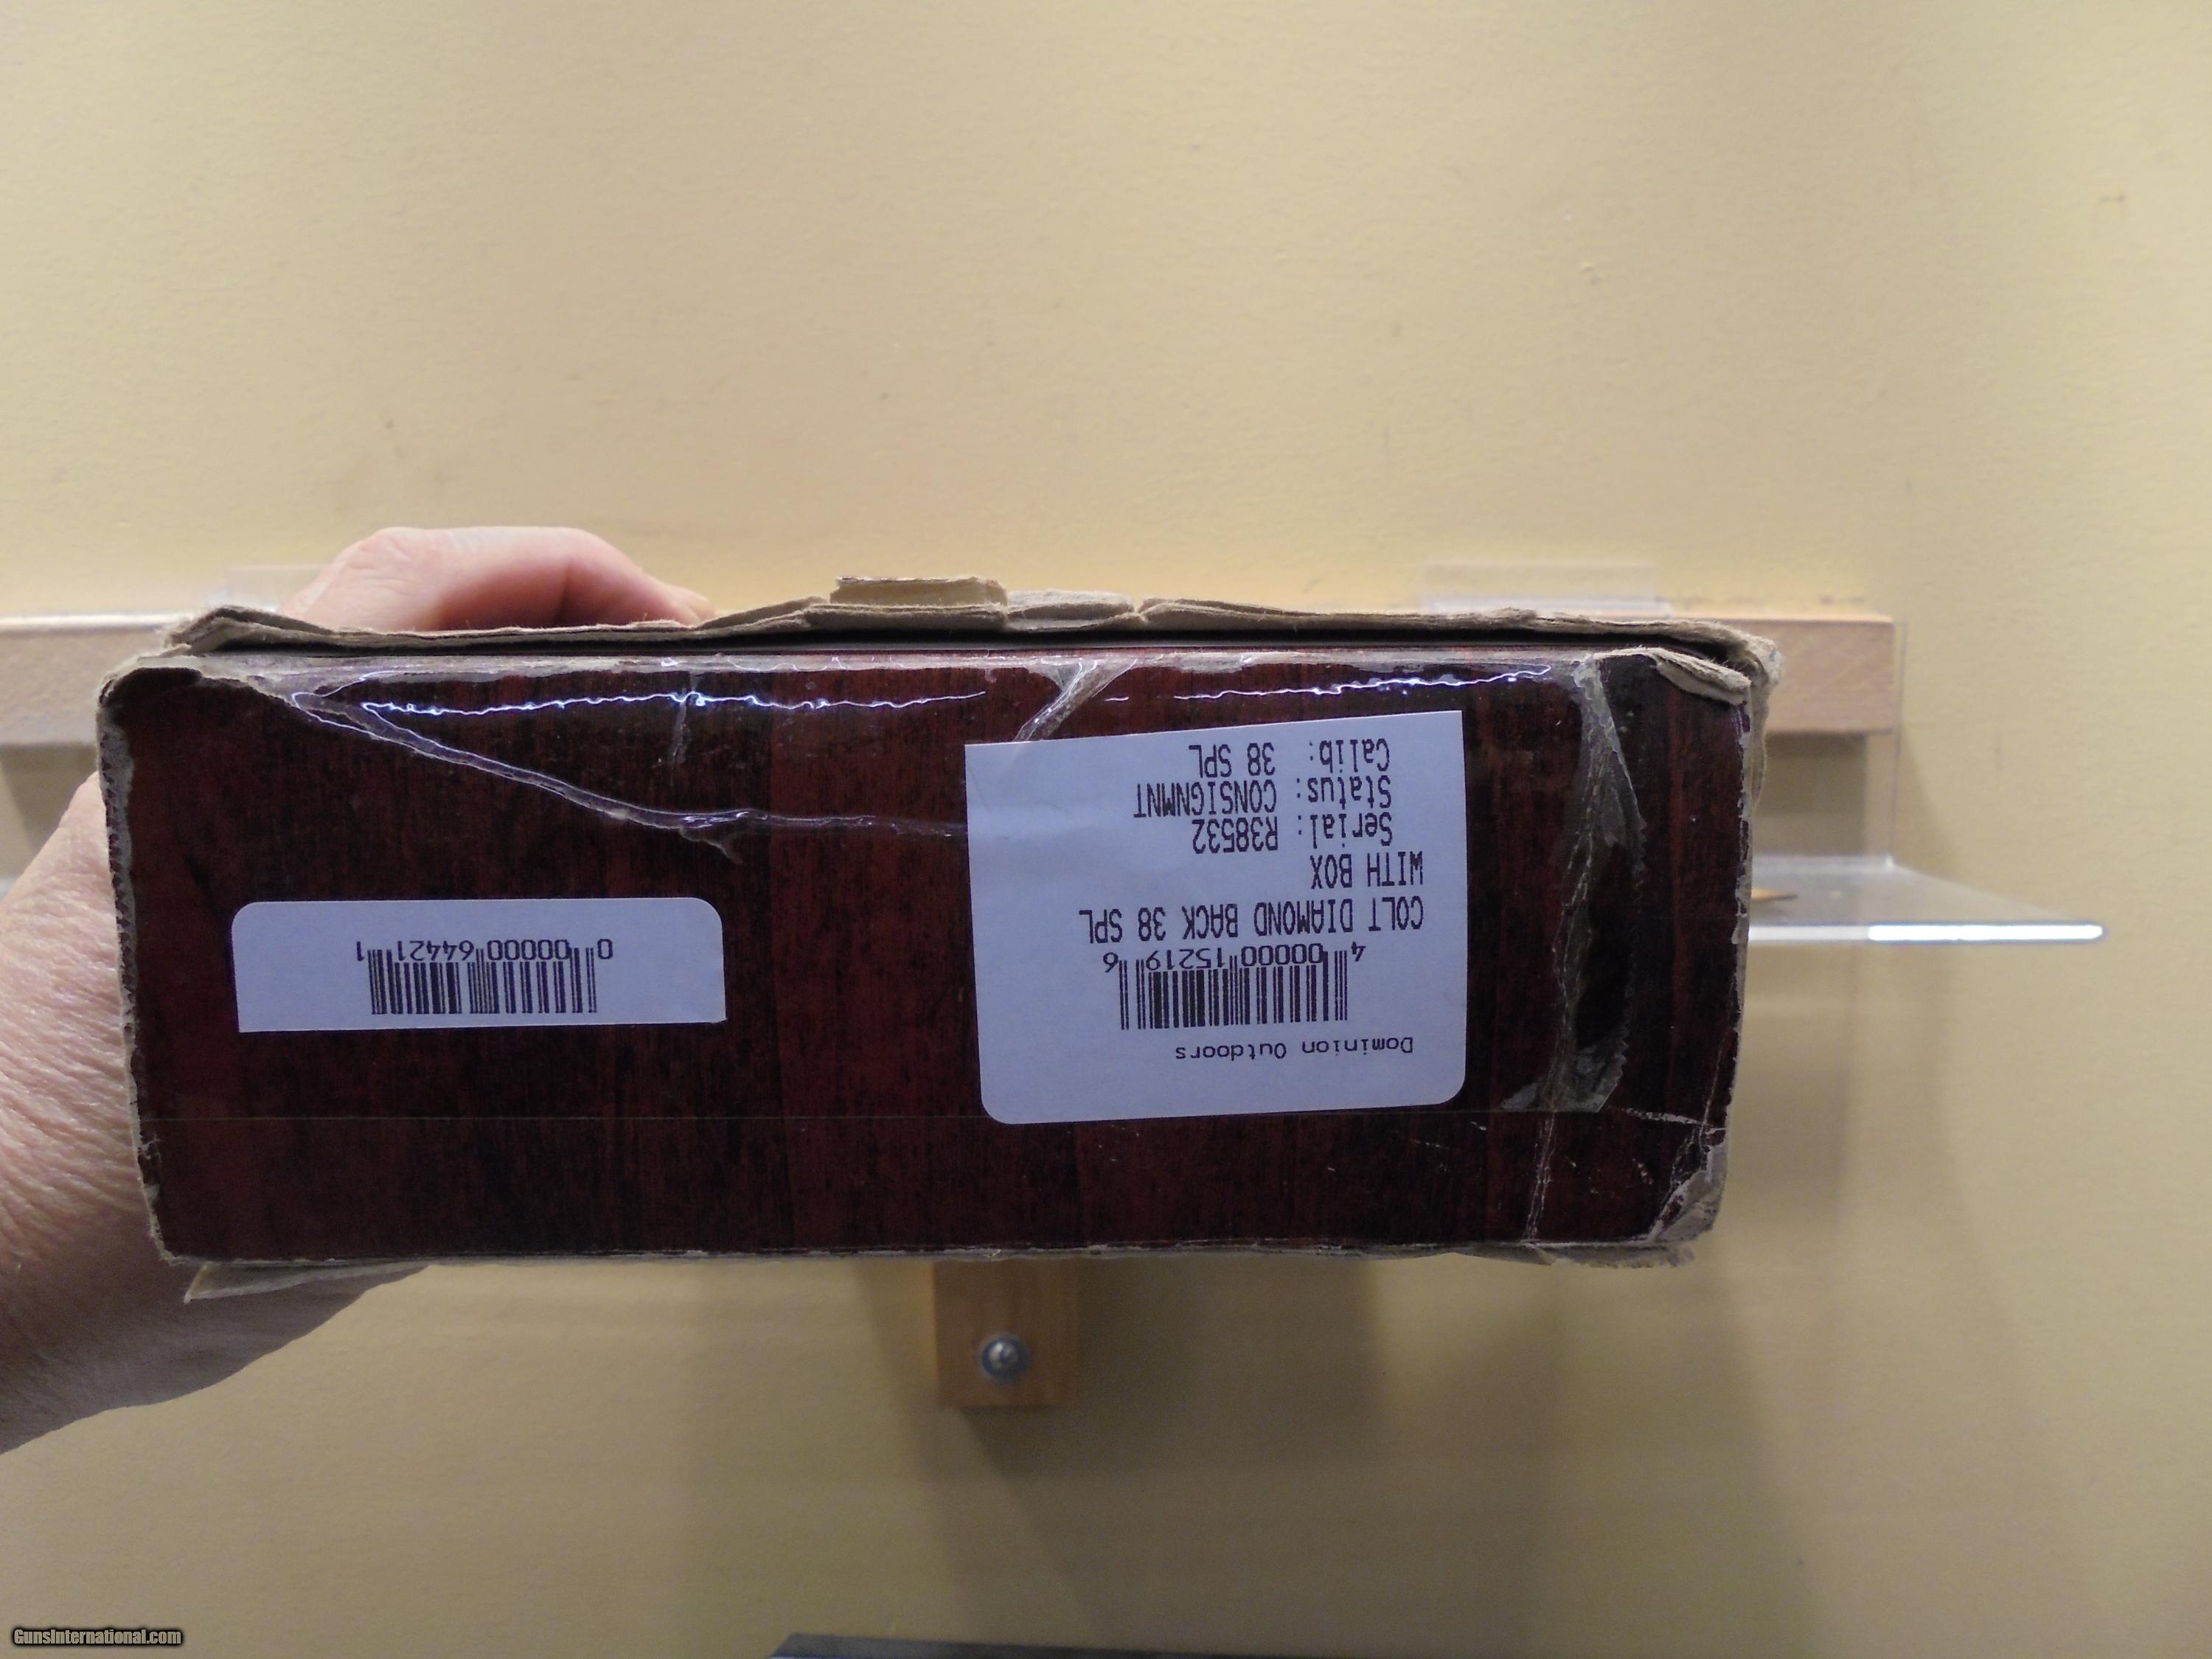 Dominion Outdoors
4 00000 15219 6
COLT DIAMOND BACK 38 SPL
WITH BOX
Serial: R38532
Status: CONSIGNMNT
Calib: 38 SPL
0 00000 64421 1
GunsInternational.com